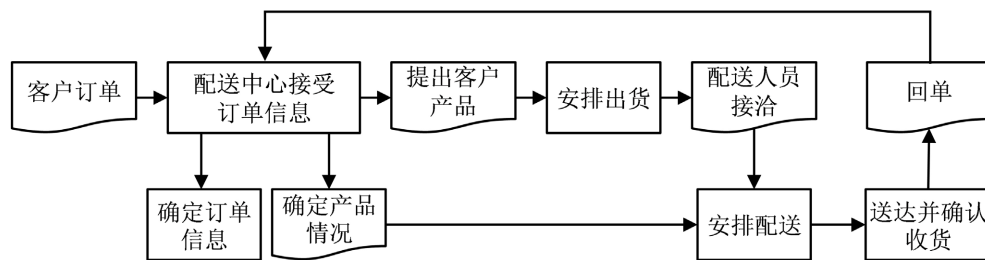 客户订单
配送中心接受
订单信息
提出客户
产品
安排出货
配送人员
接洽
回单
确定订单
信息
确定产品
情况
安排配送
送达并确认
收货